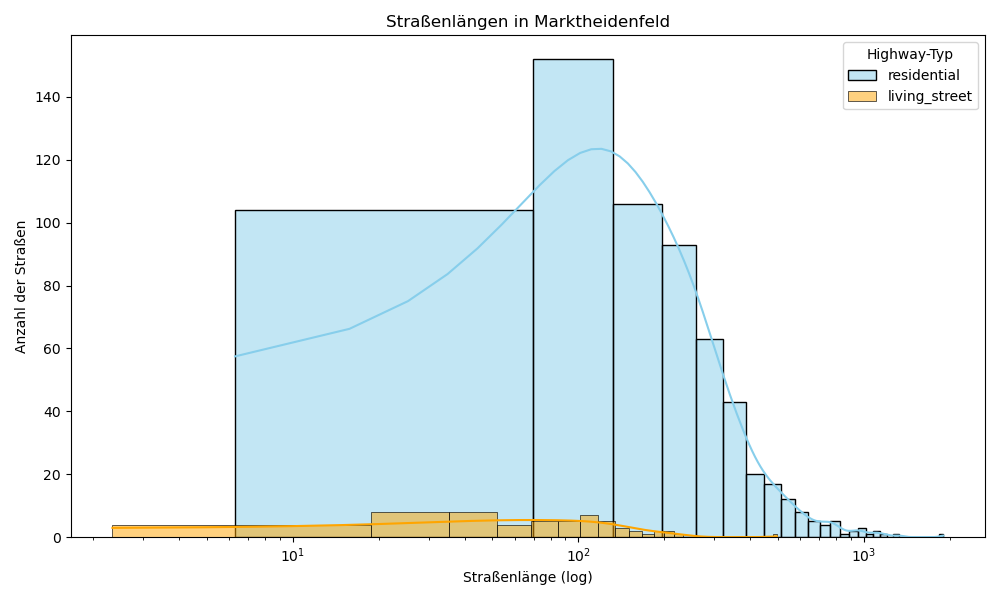 Straßenlängen in Marktheidenfeld
Highway-Typ
residential
living_street
Anzahl der Straßen
140
120
100
80
60
40
20
0
10¹
10²
10³
Straßenlänge (log)